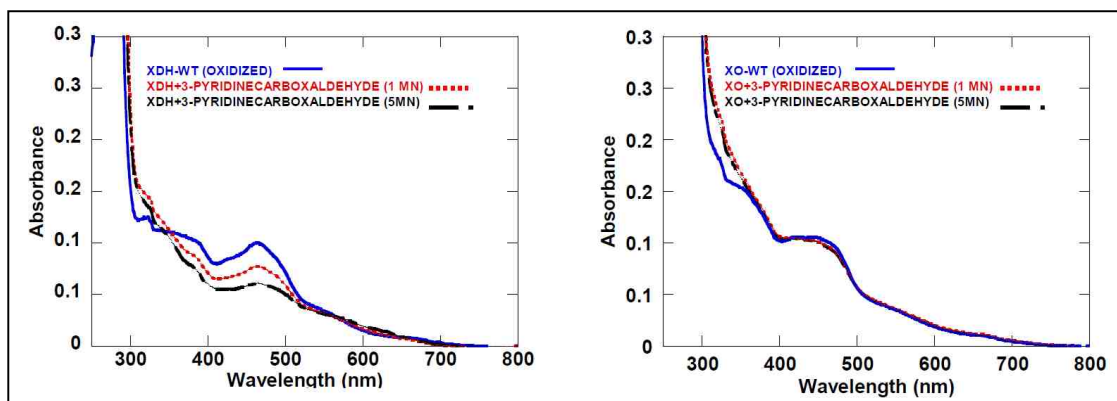 0.3
0.3
0.2
0.2
0.1
0.1
0
Absorbance
XDH-WT (OXIDIZED)
XDH+3-PYRIDINECARBOXALDEHYDE (1 MN)
XDH+3-PYRIDINECARBOXALDEHYDE (5MN)
300 400 500 600 700 800
Wavelength (nm)
0.3
0.3
0.2
0.2
0.1
0.1
0
Absorbance
XO-WT (OXIDIZED)
XO+3-PYRIDINECARBOXALDEHYDE (1 MN)
XO+3-PYRIDINECARBOXALDEHYDE (5MN)
300 400 500 600 700 800
Wavelength (nm)